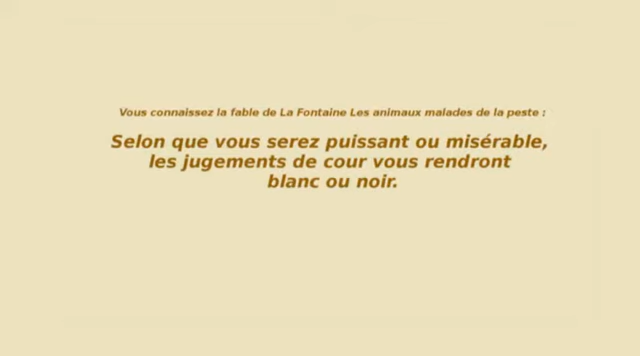 Vous connaissez la fable de La Fontaine Les animaux malades de la peste :
Selon que vous serez puissant ou misérable,
les jugements de cour vous rendront
blanc ou noir.